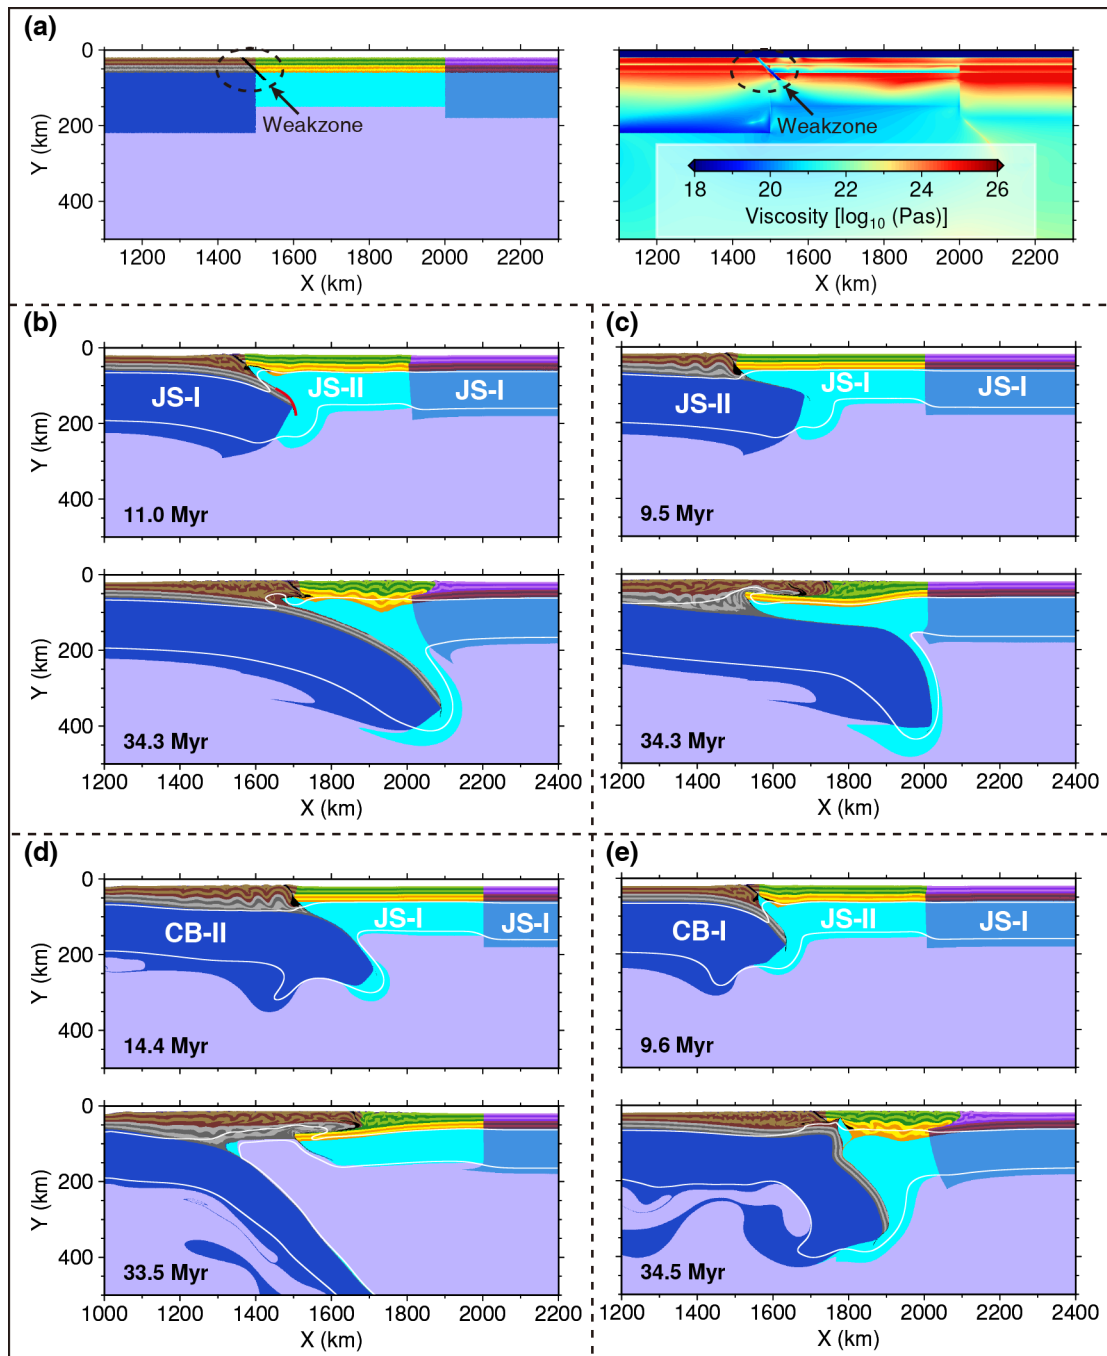 (a)
0
200
400
Y (km)
Weakzone
1200 1400 1600 1800 2000 2200
X (km)
Weakzone
18 20 22 24 26
Viscosity [log10 (Pas)]
1200 1400 1600 1800 2000 2200
X (km)
(b)
0
200
400
Y (km)
JS-I JS-II JS-I
11.0 Myr
0
200
400
Y (km)
34.3 Myr
1200 1400 1600 1800 2000 2200 2400
X (km)
(c)
JS-II JS-I JS-I
9.5 Myr
34.3 Myr
1200 1400 1600 1800 2000 2200 2400
X (km)
(d)
0
200
400
Y (km)
CB-II JS-I JS-I
14.4 Myr
0
200
400
Y (km)
33.5 Myr
1000 1200 1400 1600 1800 2000 2200
X (km)
(e)
CB-I JS-II JS-I
9.6 Myr
34.5 Myr
1200 1400 1600 1800 2000 2200 2400
X (km)